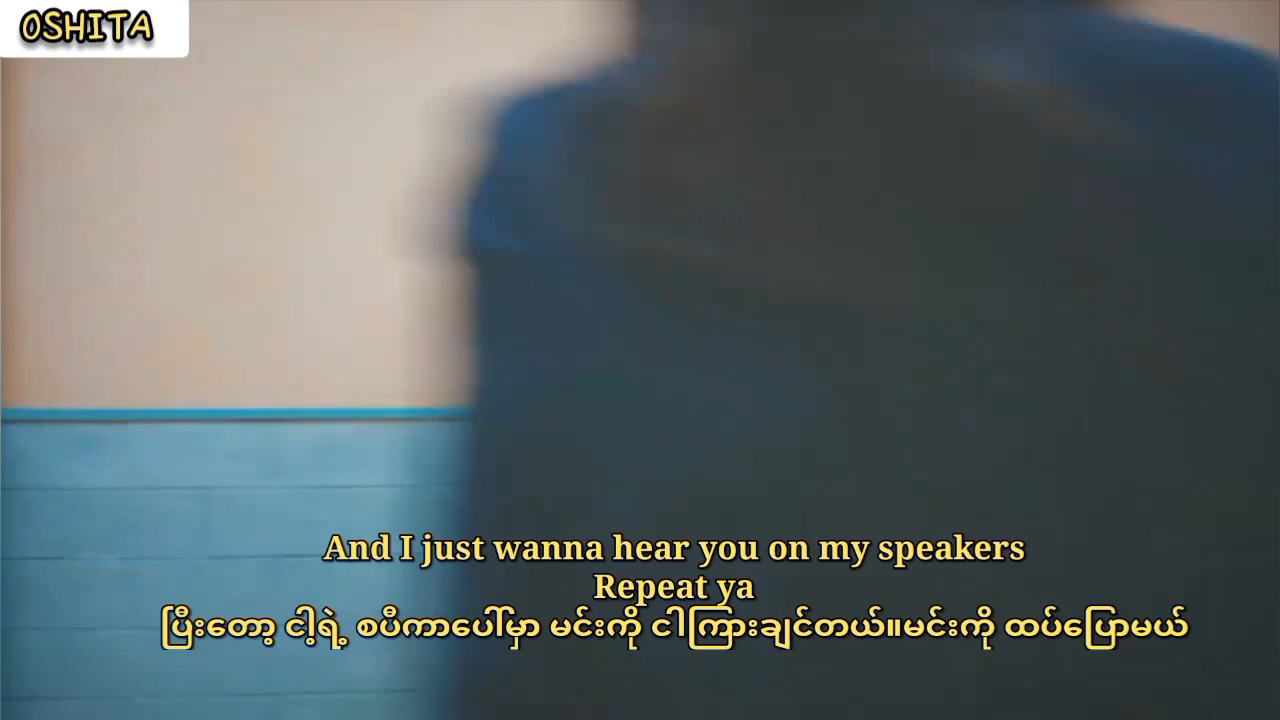 OSHITA
And I just wanna hear you on my speakers
Repeat ya
ပြီးတော့ ငါ့ရဲ့ စပီကာပေါ်မှာ မင်းကို ငါကြားချင်တယ်။မင်းကို ထပ်ပြောမယ်